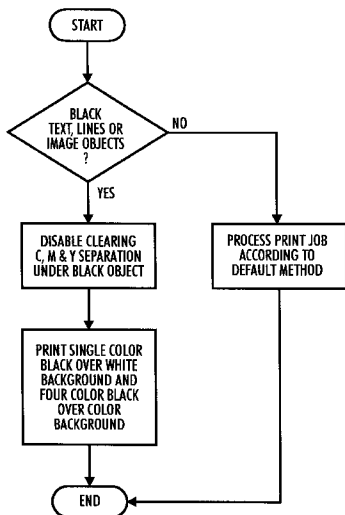 START
BLACK
TEXT, LINES OR
IMAGE OBJECTS
?
NO
YES
DISABLE CLEARING
C, M & Y SEPARATION
UNDER BLACK OBJECT
PROCESS PRINT JOB
ACCORDING TO
DEFAULT METHOD
PRINT SINGLE COLOR
BLACK OVER WHITE
BACKGROUND AND
FOUR COLOR BLACK
OVER COLOR
BACKGROUND
END